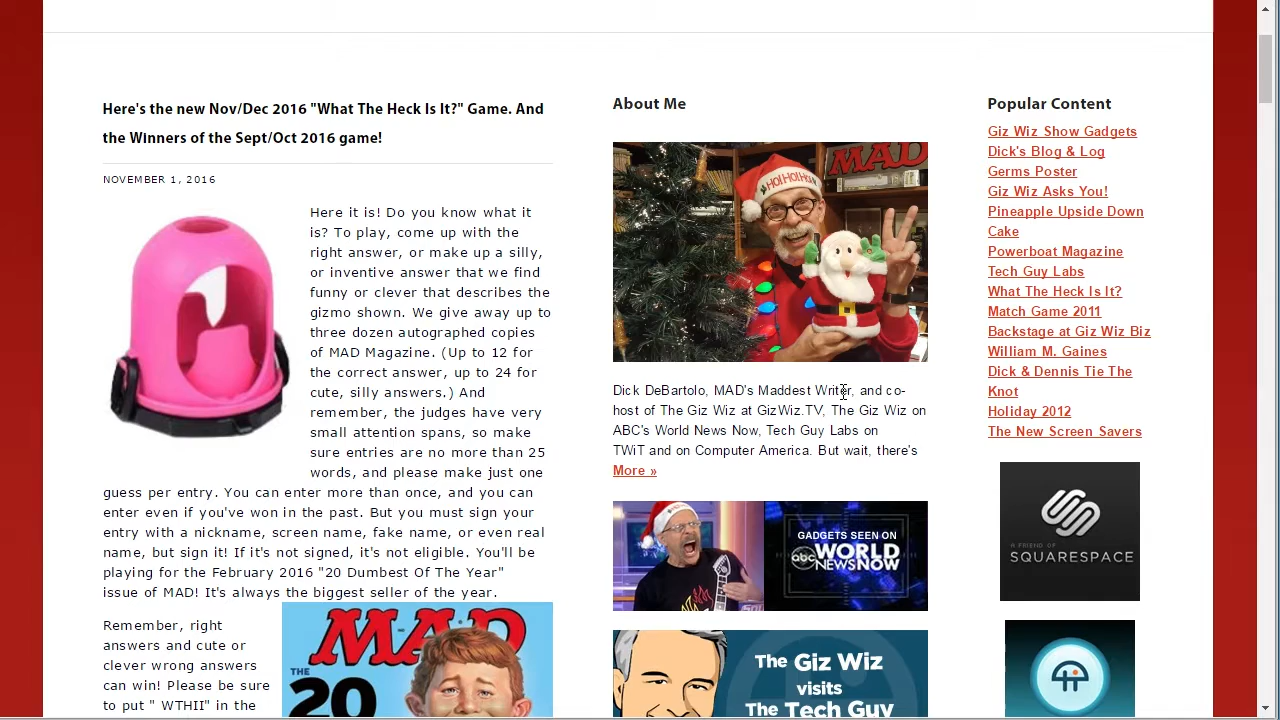 Here's the new Nov/Dec 2016 "What The Heck Is It?" Game. And
the Winners of the Sept/Oct 2016 game!
NOVEMBER 1, 2016
Here it is! Do you know what it
is? To play, come up with the
right answer, or make up a silly,
or inventive answer that we find
funny or clever that describes the
gizmo shown. We give away up to
three dozen autographed copies
of MAD Magazine. (Up to 12 for
the correct answer, up to 24 for
cute, silly answers.) And
remember, the judges have very
small attention spans, so make
sure entries are no more than 25
words, and please make just one
guess per entry. You can enter more than once, and you can
enter even if you've won in the past. But you must sign your
entry with a nickname, screen name, fake name, or even real
name, but sign it! If it's not signed it's not eligible. You'll be
issue of MAD! It's always the biggest seller of the year.
Remember, right
answers and cute or
clever wrong answers
can win! Please be sure
to put " WTHII" in the
MAD
THE
20
About Me
HO!HO!HO!
MAD
Dick DeBartolo, MAD's Maddest Writer, and co-
host of The Giz Wiz at GizWiz.TV, The Giz Wiz on
ABC's World News Now, Tech Guy Labs on
TWiT and on Computer America. But wait, there's
More »
GADGETS SEEN ON
abc WORLD
NEWS NOW
The Giz Wiz
visits
The Tech Guy
Popular Content
Giz Wiz Show Gadgets
Dick's Blog & Log
Germs Poster
Giz Wiz Asks You!
Pineapple Upside Down
Cake
Powerboat Magazine
Tech Guy Labs
What The Heck Is It?
Match Game 2011
Backstage at Giz Wiz Biz
William M. Gaines
Dick & Dennis Tie The
Knot
Holiday 2012
The New Screen Savers
A FRIEND OF
SQUARESPACE